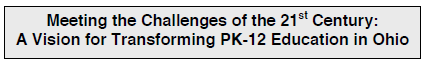 Meeting the Challenges of the 21st Century:
A Vision for Transforming PK-12 Education in Ohio